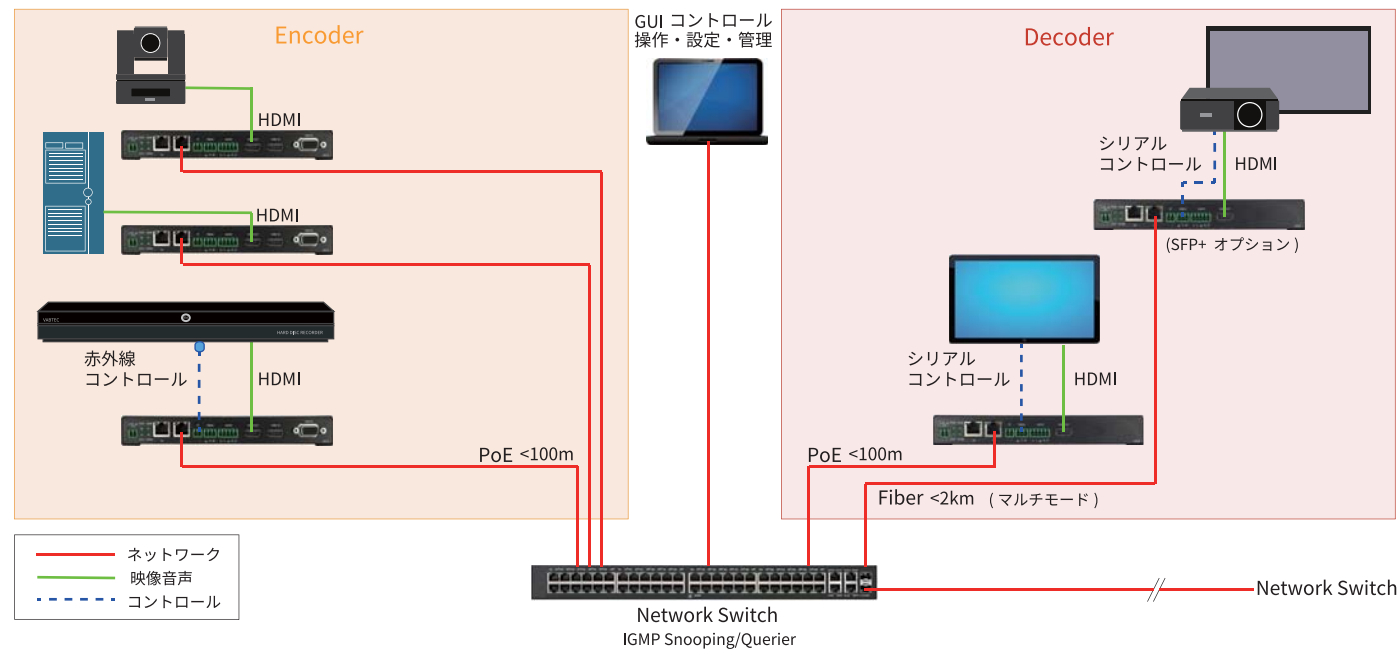 Encoder
HDMI
HDMI
VABTEC
HARD DISC RECORDER
赤外線
コントロール
HDMI
PoE <100m
GUI コントロール
操作・設定・管理
Decoder
シリアル
コントロール
HDMI
(SFP+ オプション)
シリアル
コントロール
HDMI
PoE <100m
Fiber <2km (マルチモード)
ネットワーク
映像音声
コントロール
Network Switch
IGMP Snooping/Querier
Network Switch